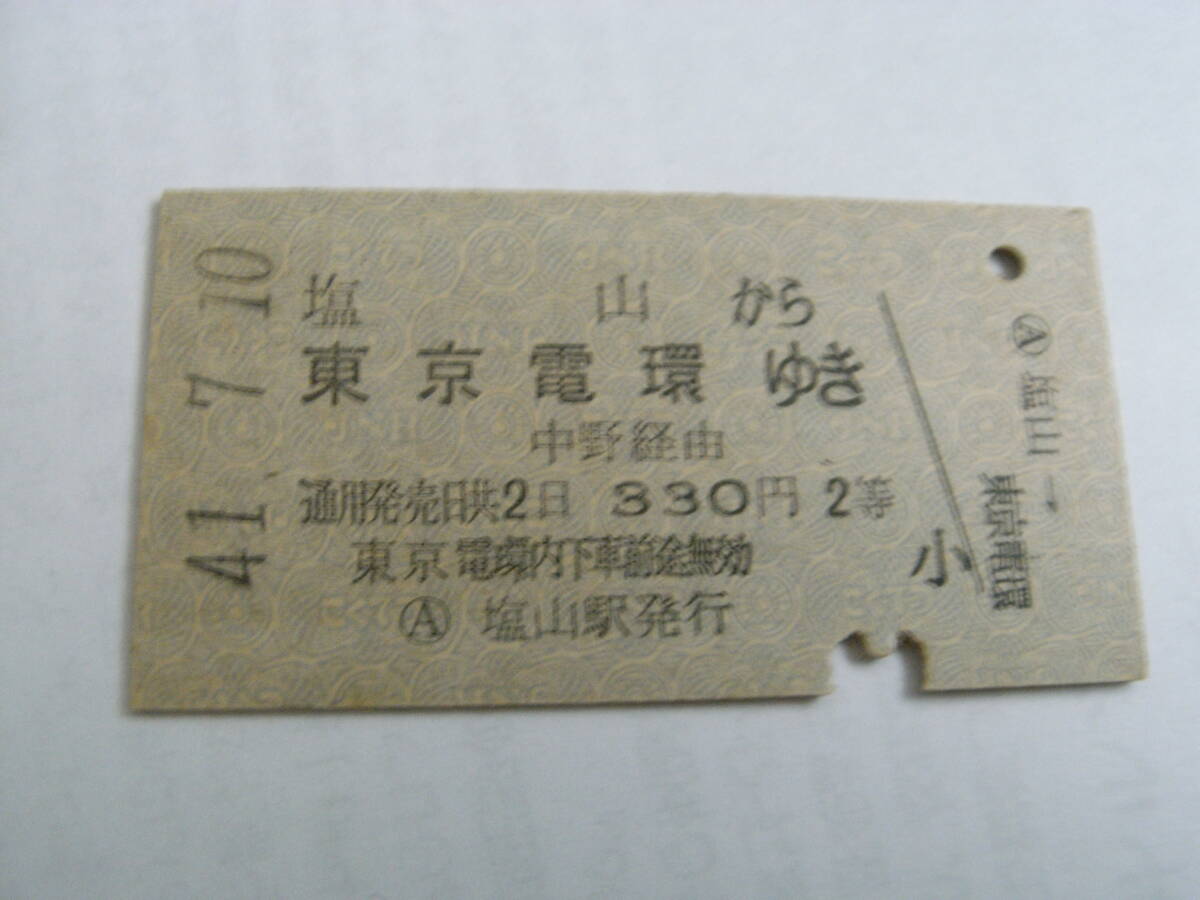 41.7.10
塩山から
東京電環ゆき
中野経由
通用発売日共2日 330円 2等
東京電環内下車前途無効
Ⓐ 塩山駅発行
小
Ⓐ 塩山→
東京電環